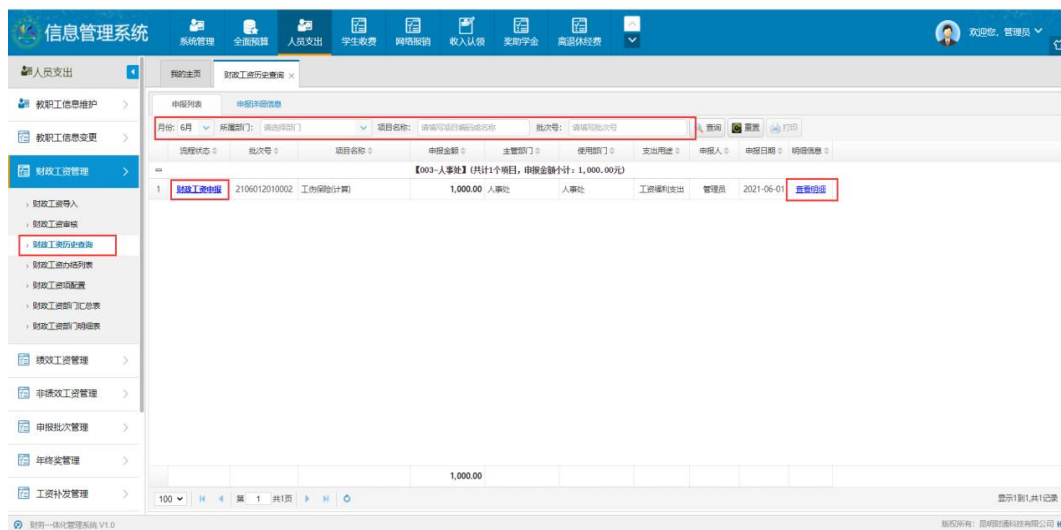 信息管理系统
系统管理 全面预算 人员支出 学生收费 网络报销 收入认领 奖助学金 离退休经费
欢迎您, 管理员
人员支出
我的主页 财政工资历史查询 ×
教职工信息维护
申报列表 申报详细信息
教职工信息变更
月份: 6月 所属部门: 请选择部门 项目名称: 请填写项目编码或名称 批次号: 请填写批次号 查询 重置 打印
流程状态 批次号 项目名称 申报金额 主管部门 使用部门 支出用途 申报人 申报日期 明细信息
财政工资管理
【003-人事处】(共计1个项目, 申报金额小计: 1,000.00元)
1 财政工资申报 2106012010002 工伤保险(计算) 1,000.00 人事处 人事处 工资福利支出 管理员 2021-06-01 查看明细
财政工资导入
财政工资审核
财政工资历史查询
财政工资办结列表
财政工资项配置
财政工资部门汇总表
财政工资部门明细表
绩效工资管理
非绩效工资管理
申报批次管理
年终奖管理
1,000.00
工资补发管理
100 第 1 共1页 显示1到1,共1记录
财务一体化管理系统 V1.0
版权所有: 昆明财通科技有限公司